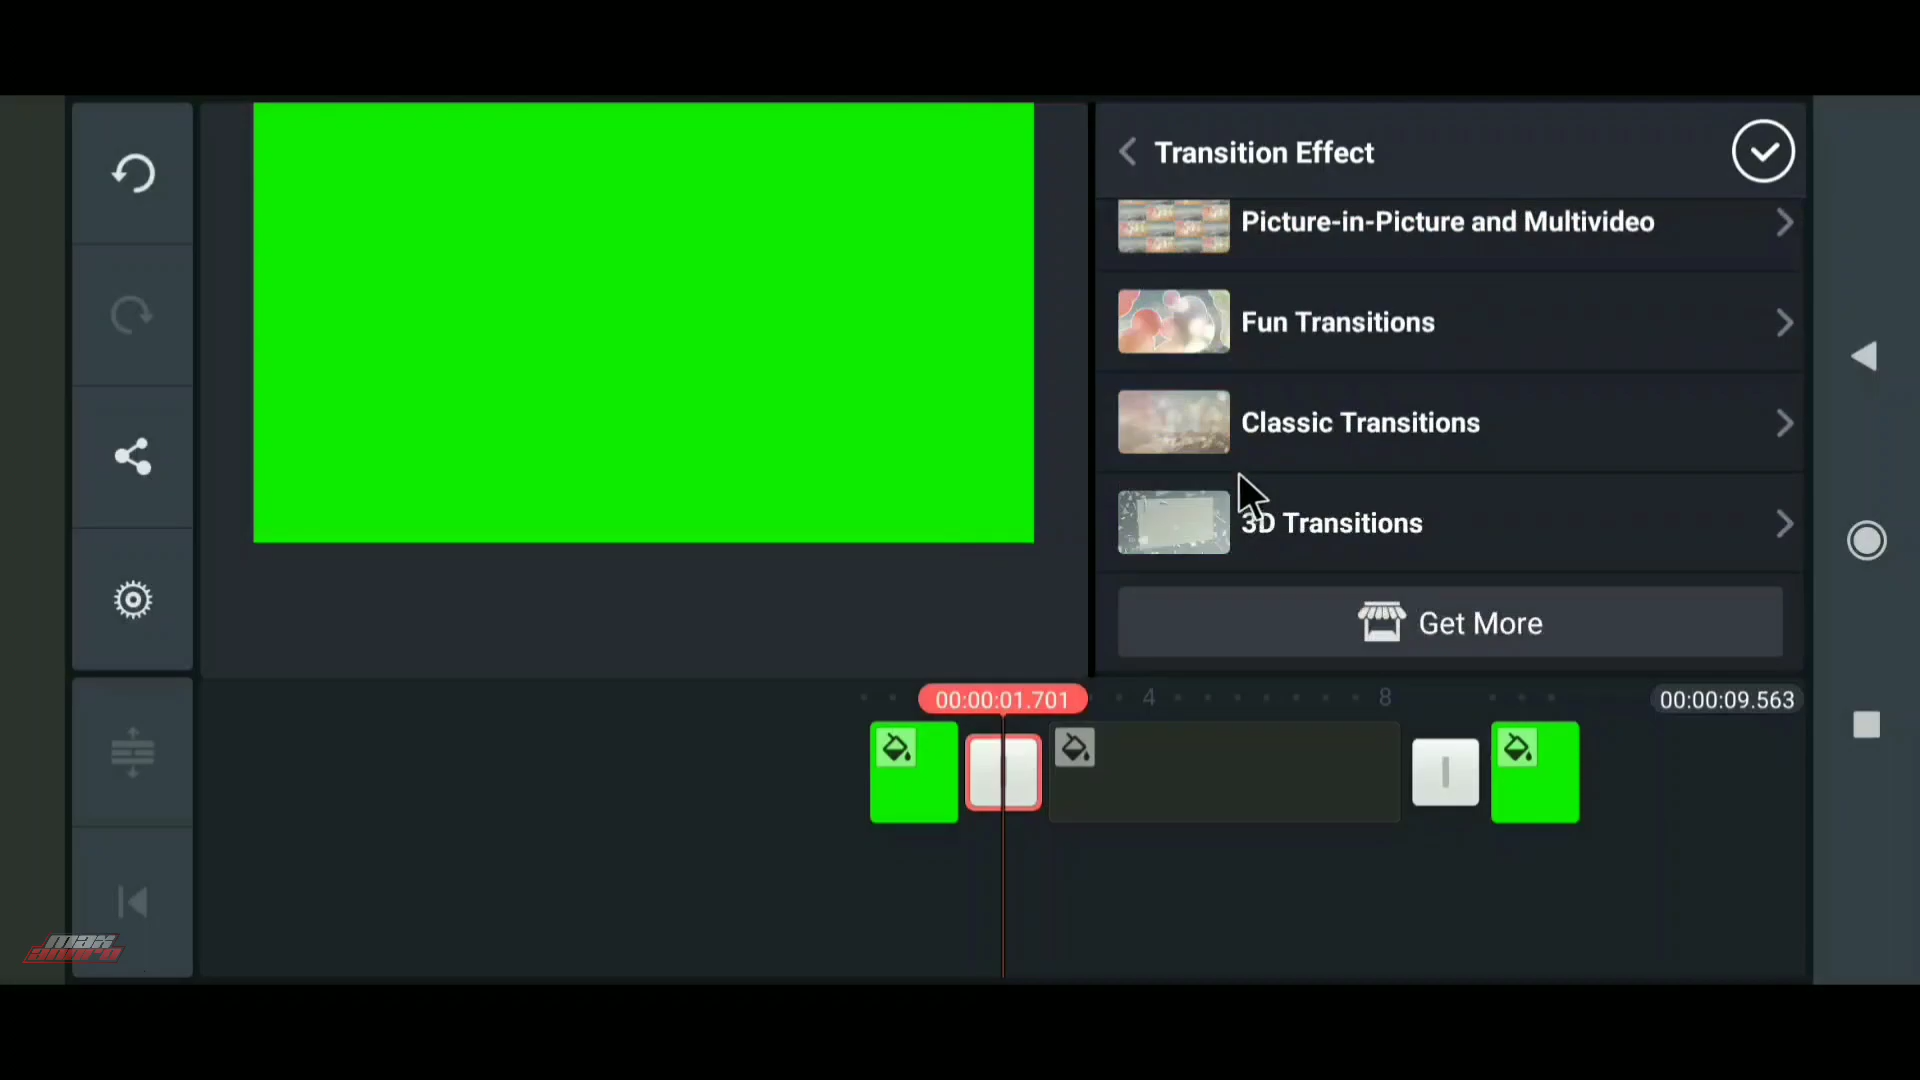 Transition Effect
Picture-in-Picture and Multivideo
Fun Transitions
Classic Transitions
3D Transitions
Get More
00:00:01.701
4
8
00:00:09.563
max